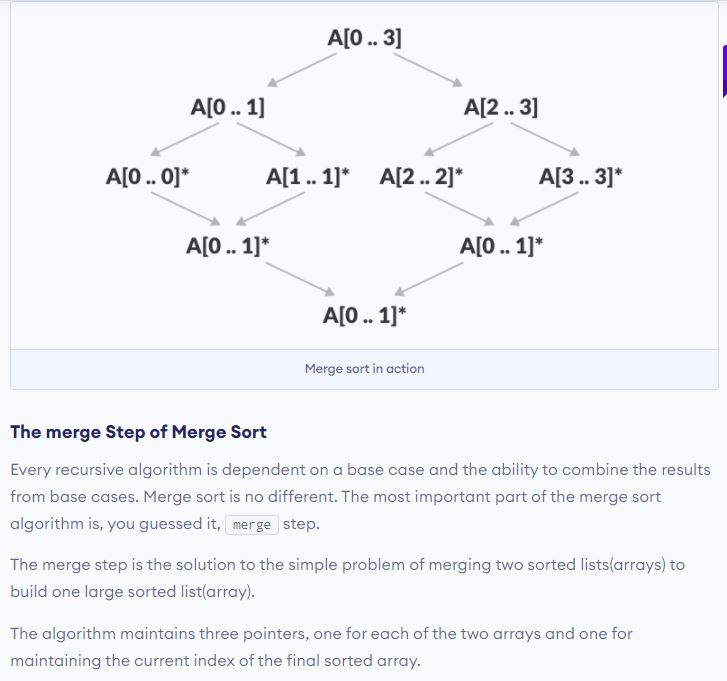 A[0 .. 3]
A[0 .. 1] A[2 .. 3]
A[0 .. 0]* A[1 .. 1]* A[2 .. 2]* A[3 .. 3]*
A[0 .. 1]* A[0 .. 1]*
A[0 .. 1]*
Merge sort in action
The merge Step of Merge Sort
Every recursive algorithm is dependent on a base case and the ability to combine the results
from base cases. Merge sort is no different. The most important part of the merge sort
algorithm is, you guessed it, merge step.
The merge step is the solution to the simple problem of merging two sorted lists(arrays) to
build one large sorted list(array).
The algorithm maintains three pointers, one for each of the two arrays and one for
maintaining the current index of the final sorted array.